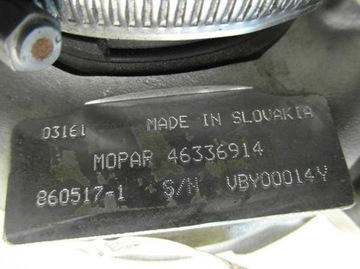 03161 MADE IN SLOVAKIA
MOPAR 46336914
860517-1 S/N VBY00014Y